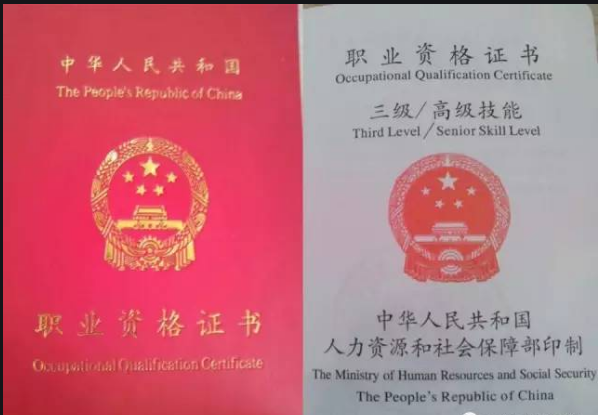 中华人民共和国
The People's Republic of China
职业资格证书
Occupational Qualification Certificate
职业资格证书
Occupational Qualification Certificate
三级/高级技能
Third Level/Senior Skill Level
中华人民共和国
人力资源和社会保障部印制
The Ministry of Human Resources and Social Security
The People's Republic of China